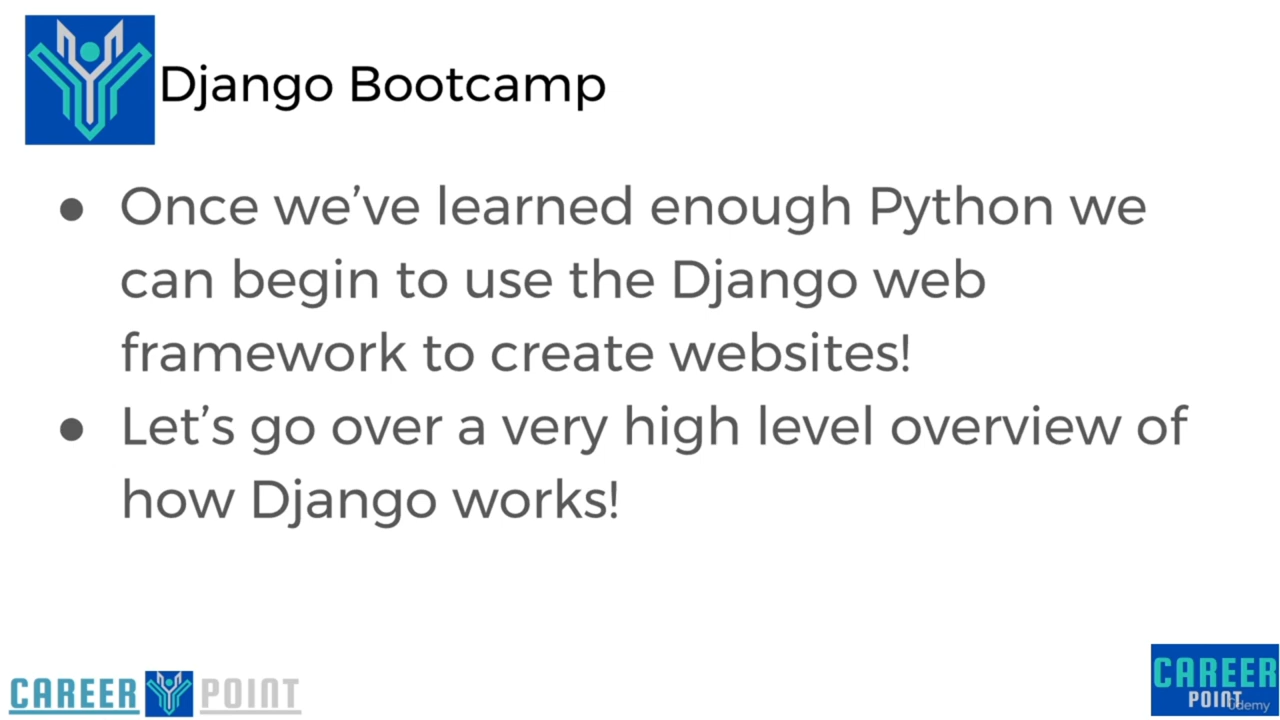 Django Bootcamp
● Once we’ve learned enough Python we
can begin to use the Django web
framework to create websites!
● Let’s go over a very high level overview of
how Django works!
CAREER POINT
CAREER
POINT
Udemy